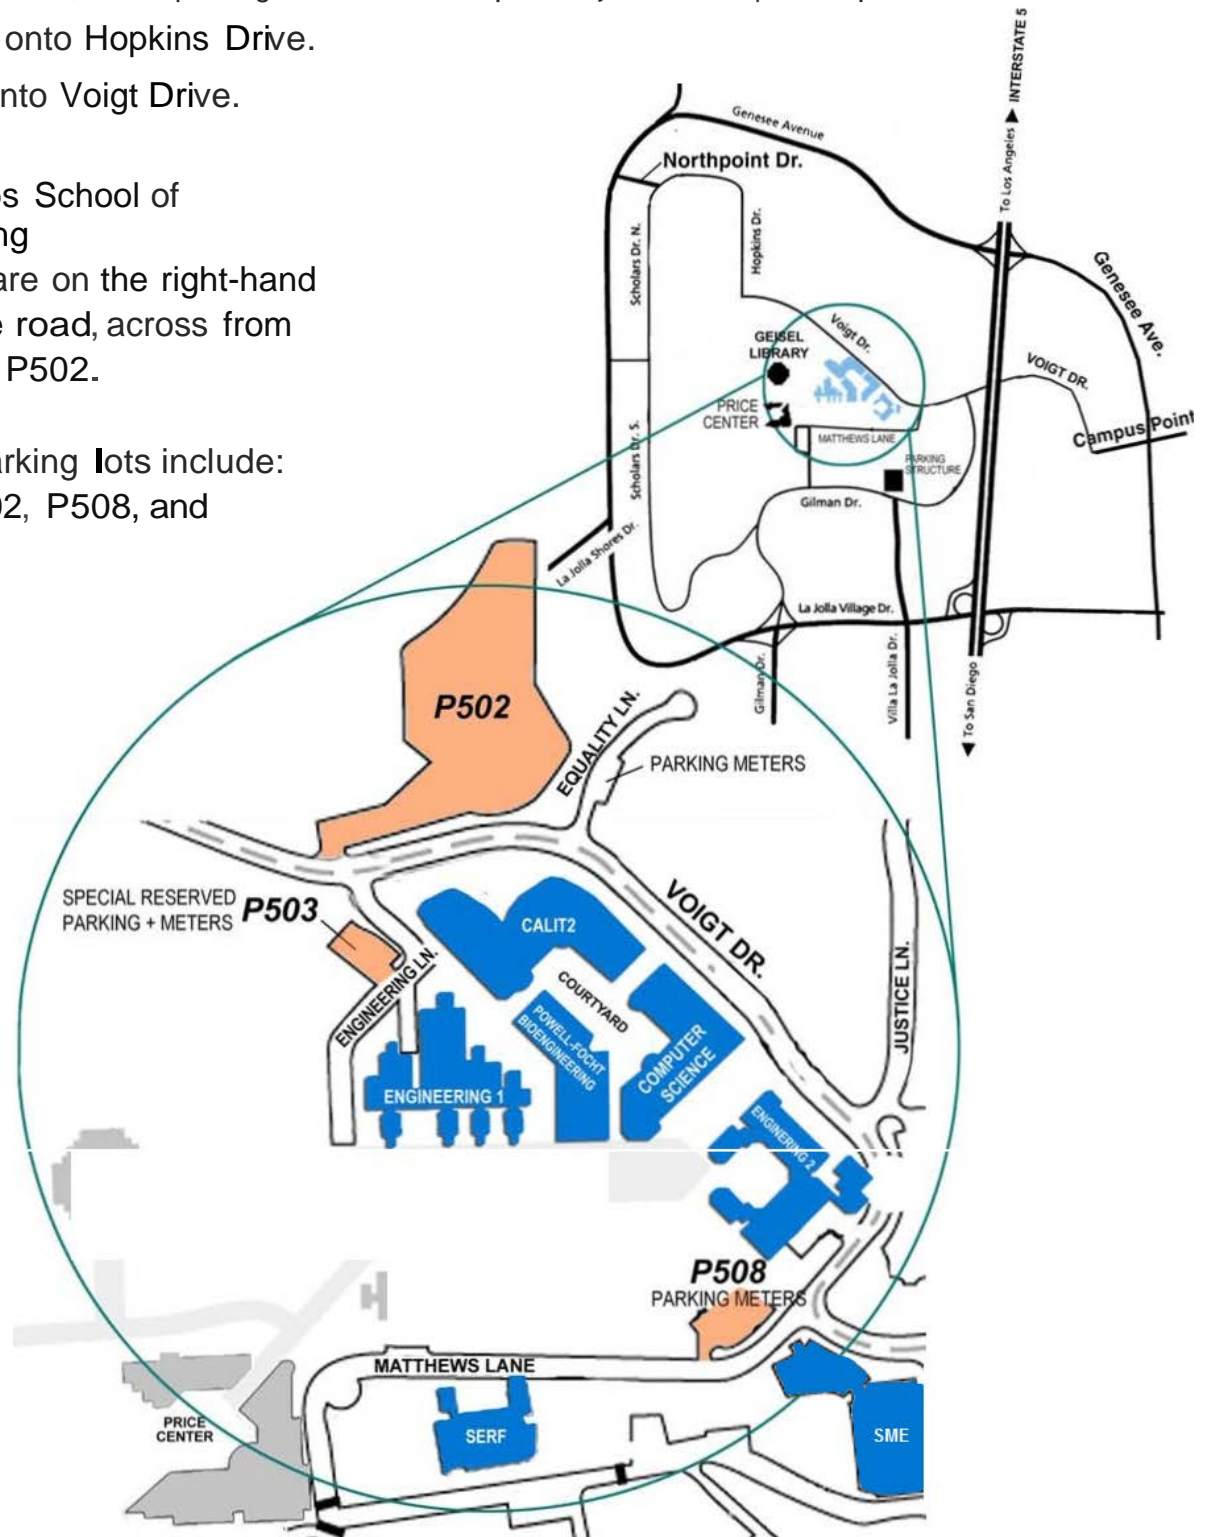 onto Hopkins Drive.
nto Voigt Drive.
os School of
ng
are on the right-hand
e road, across from
P502.
arking lots include:
02, P508, and
To Los Angeles ▶ INTERSTATE 5
Genesee Avenue
Northpoint Dr.
Scholars Dr. N.
Hopkins Dr.
Genesee Ave.
Voigt Dr.
GEISEL
LIBRARY
VOIGT DR.
PRICE
CENTER
MATTHEWS LANE
Campus Point
Scholars Dr. S.
PARKING
STRUCTURE
Gilman Dr.
La Jolla Shores Dr.
La Jolla Village Dr.
Gilman Dr.
Villa La Jolla Dr.
◀ To San Diego
P502
EQUALITY LN.
PARKING METERS
SPECIAL RESERVED
PARKING + METERS
P503
VOIGT DR.
CALIT2
ENGINEERING LN.
COURTYARD
JUSTICE LN.
POWELL-FOCHT
BIOENGINEERING
COMPUTER
SCIENCE
ENGINEERING 1
ENGINERING 2
P508
PARKING METERS
MATTHEWS LANE
PRICE
CENTER
SERF
SME